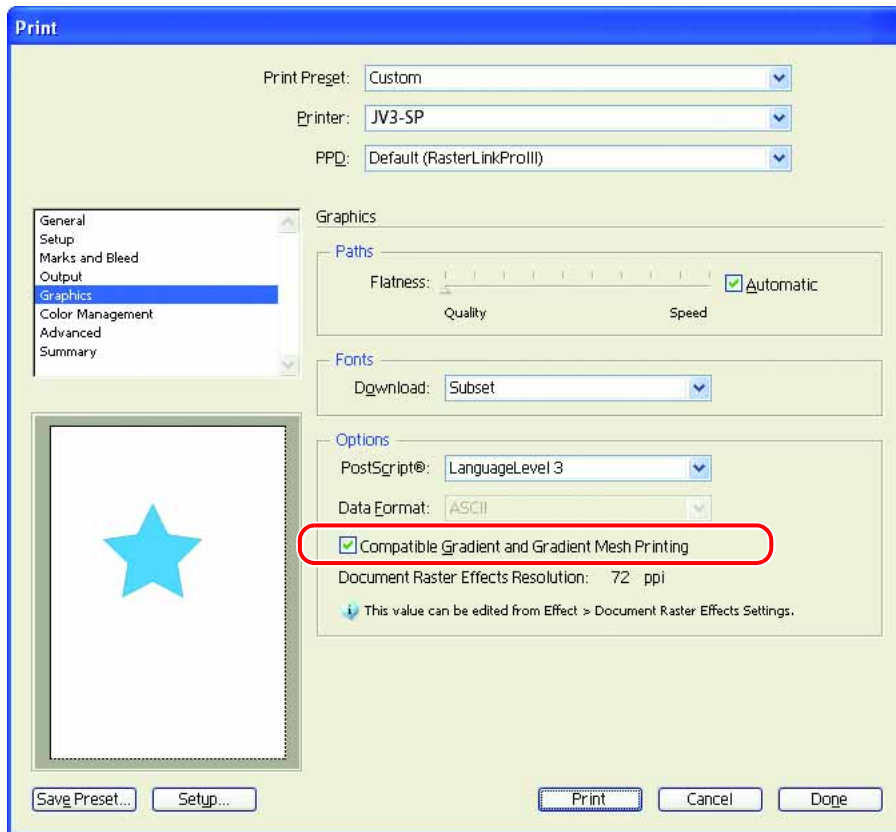 Print
Print Preset: Custom
Printer: JV3-SP
PPD: Default (RasterLinkProIII)
General
Setup
Marks and Bleed
Output
Graphics
Color Management
Advanced
Summary
Graphics
Paths
Flatness: Automatic
Quality Speed
Fonts
Download: Subset
Options
PostScript®: LanguageLevel 3
Data Format: ASCII
Compatible Gradient and Gradient Mesh Printing
Document Raster Effects Resolution: 72 ppi
This value can be edited from Effect > Document Raster Effects Settings.
Save Preset... Setup... Print Cancel Done